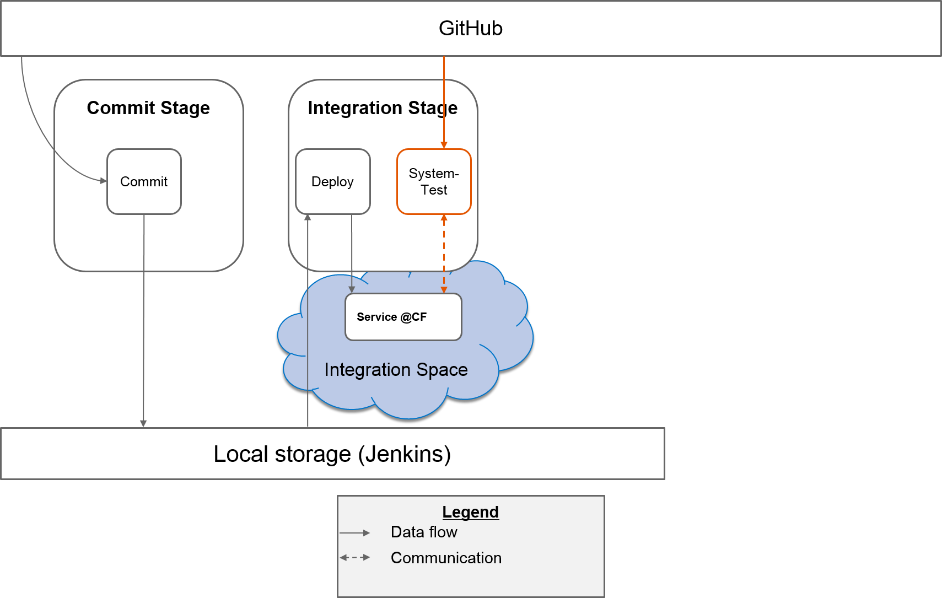 GitHub
Commit Stage
Integration Stage
Commit
Deploy
System-
Test
Service @CF
Integration Space
Local storage (Jenkins)
Legend
Data flow
Communication